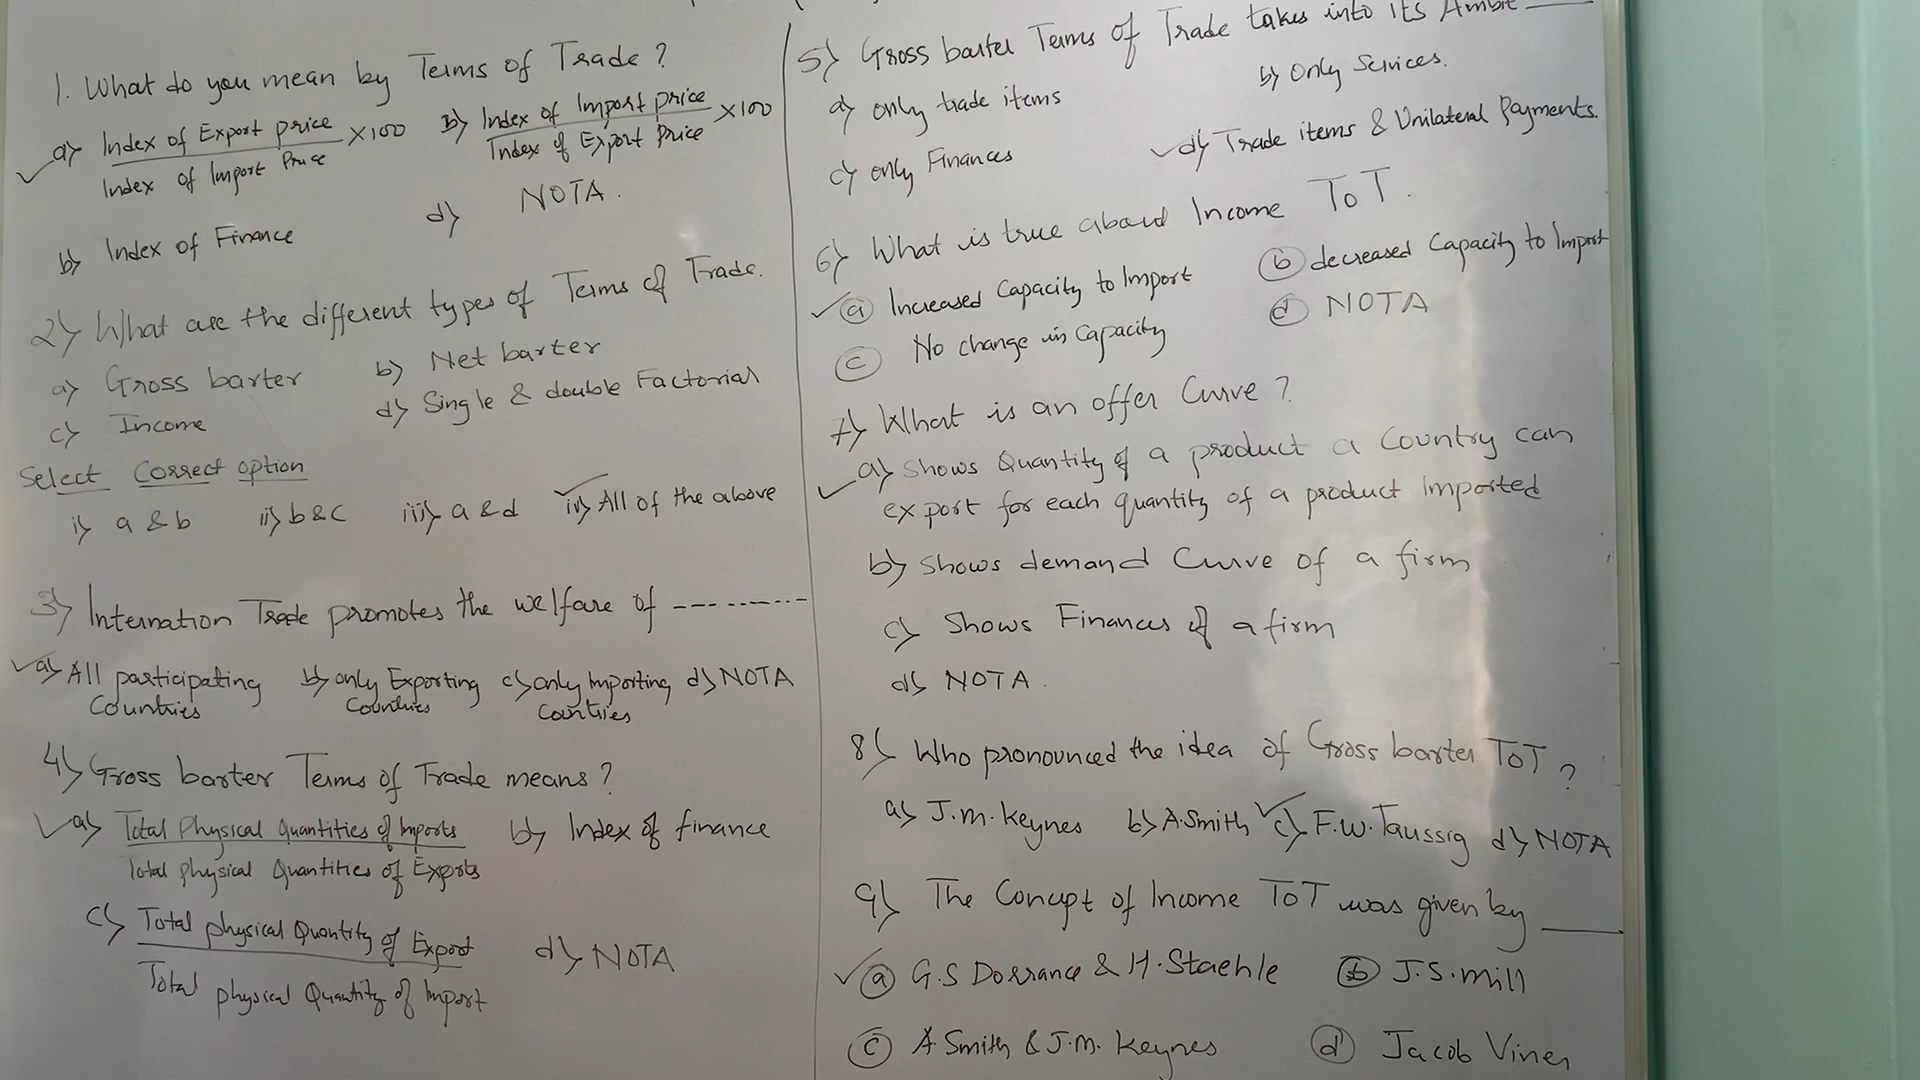 1. What do you mean by Terms of Trade?
✓ a) Index of Export price / Index of Import Price X100
b) Index of Import price / Index of Export Price X100
b) Index of Finance
d) NOTA.
2) What are the different types of Terms of Trade.
a) Gross barter
b) Net barter
c) Income
d) Single & double Factorial
Select Correct option
i) a & b ii) b & c iii) a & d ✓ iv) All of the above
3) Internation Trade promotes the welfare of ----------
✓ a) All participating Countries b) only Exporting Countries c) only Importing Countries d) NOTA
4) Gross barter Terms of Trade means?
✓ a) Total Physical Quantities of Imports / Total physical Quantities of Exports
b) Index of finance
c) Total physical Quantity of Export / Total physical Quantity of Import
d) NOTA
5) Gross barter Terms of Trade takes into its Ambit ____
a) only trade items
b) Only Services.
c) only Finances
✓ d) Trade items & Unilateral Payments.
6) What is true about Income ToT.
✓ a Increased Capacity to Import
b decreased Capacity to Import
c No change in Capacity
d NOTA
7) What is an offer Curve?
✓ a) Shows Quantity of a product a Country can
export for each quantity of a product Imported
b) Shows demand Curve of a firm
c) Shows Finances of a firm
d) NOTA.
8) Who pronounced the idea of Gross barter ToT?
a) J.M. Keynes b) A.Smith ✓ c) F.W. Taussig d) NOTA
9) The Concept of Income ToT was given by ____
✓ a G.S Dorrance & H. Staehle
b J.S. Mill
c A. Smith & J.M. Keynes
d Jacob Viner